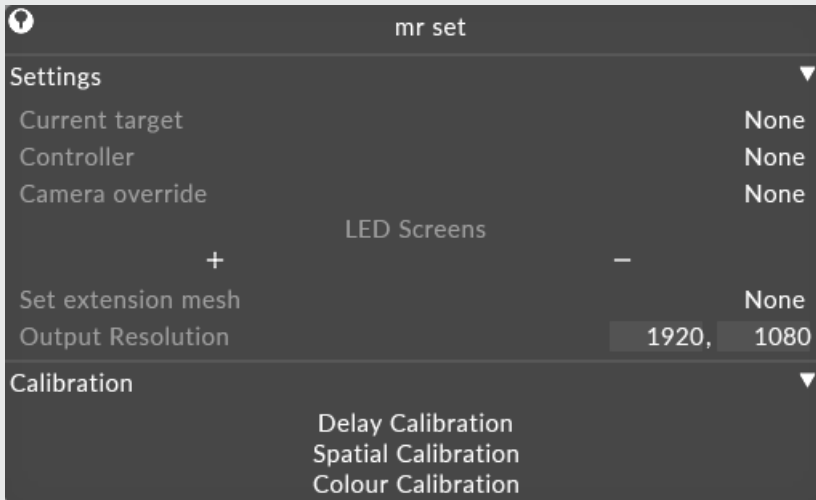 mr set
Settings
Current target None
Controller None
Camera override None
LED Screens
+ −
Set extension mesh None
Output Resolution 1920, 1080
Calibration
Delay Calibration
Spatial Calibration
Colour Calibration